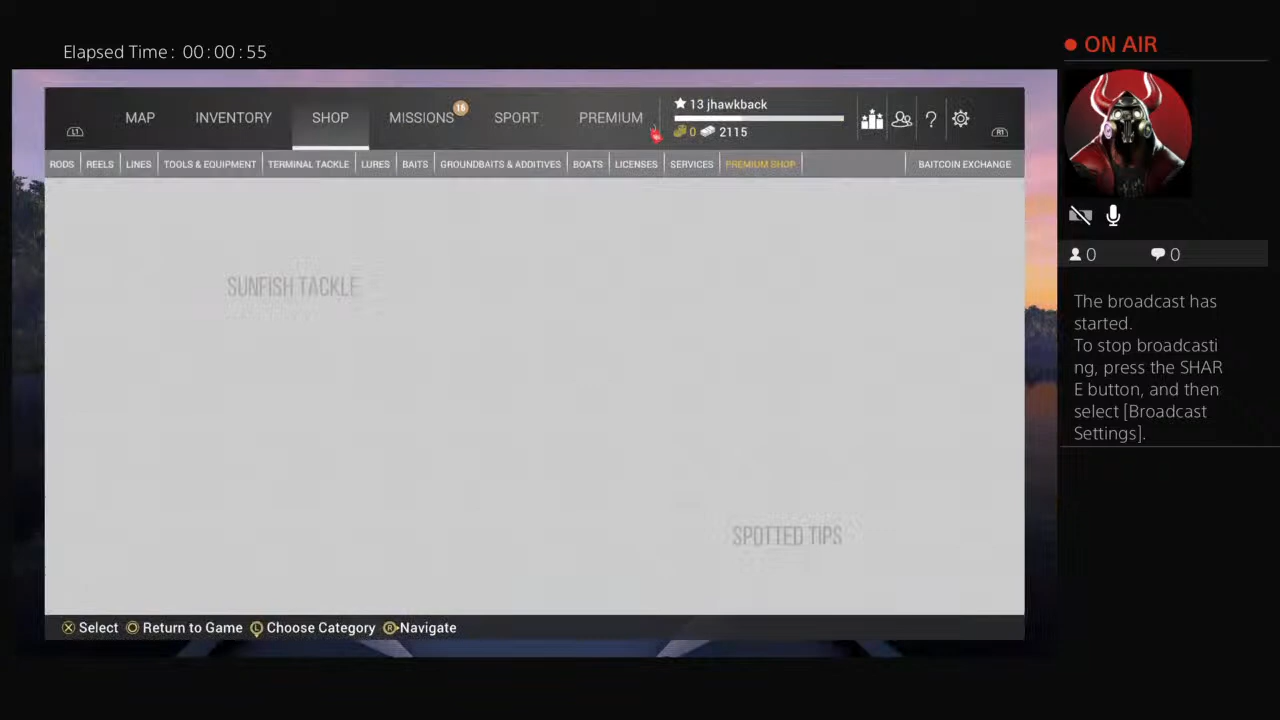 Elapsed Time: 00:00:55
ON AIR
MAP INVENTORY SHOP MISSIONS 16 SPORT PREMIUM
13 jhawkback
0 2115
L1
R1
RODS REELS LINES TOOLS & EQUIPMENT TERMINAL TACKLE LURES BAITS GROUNDBAITS & ADDITIVES BOATS LICENSES SERVICES PREMIUM SHOP BAITCOIN EXCHANGE
SUNFISH TACKLE
SPOTTED TIPS
Select Return to Game L Choose Category R Navigate
0 0
The broadcast has
started.
To stop broadcasti
ng, press the SHAR
E button, and then
select [Broadcast
Settings].